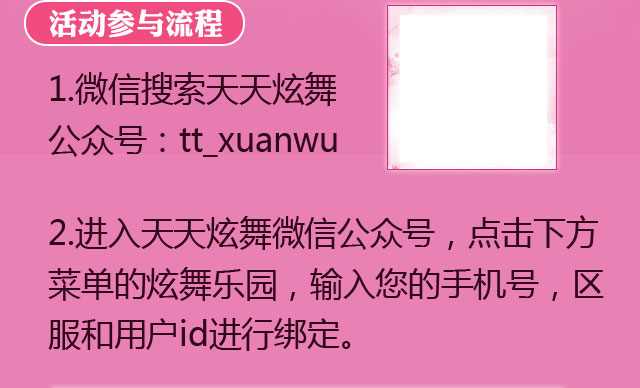 活动参与流程
1.微信搜索天天炫舞
公众号：tt_xuanwu
2.进入天天炫舞微信公众号，点击下方
菜单的炫舞乐园，输入您的手机号，区
服和用户id进行绑定。